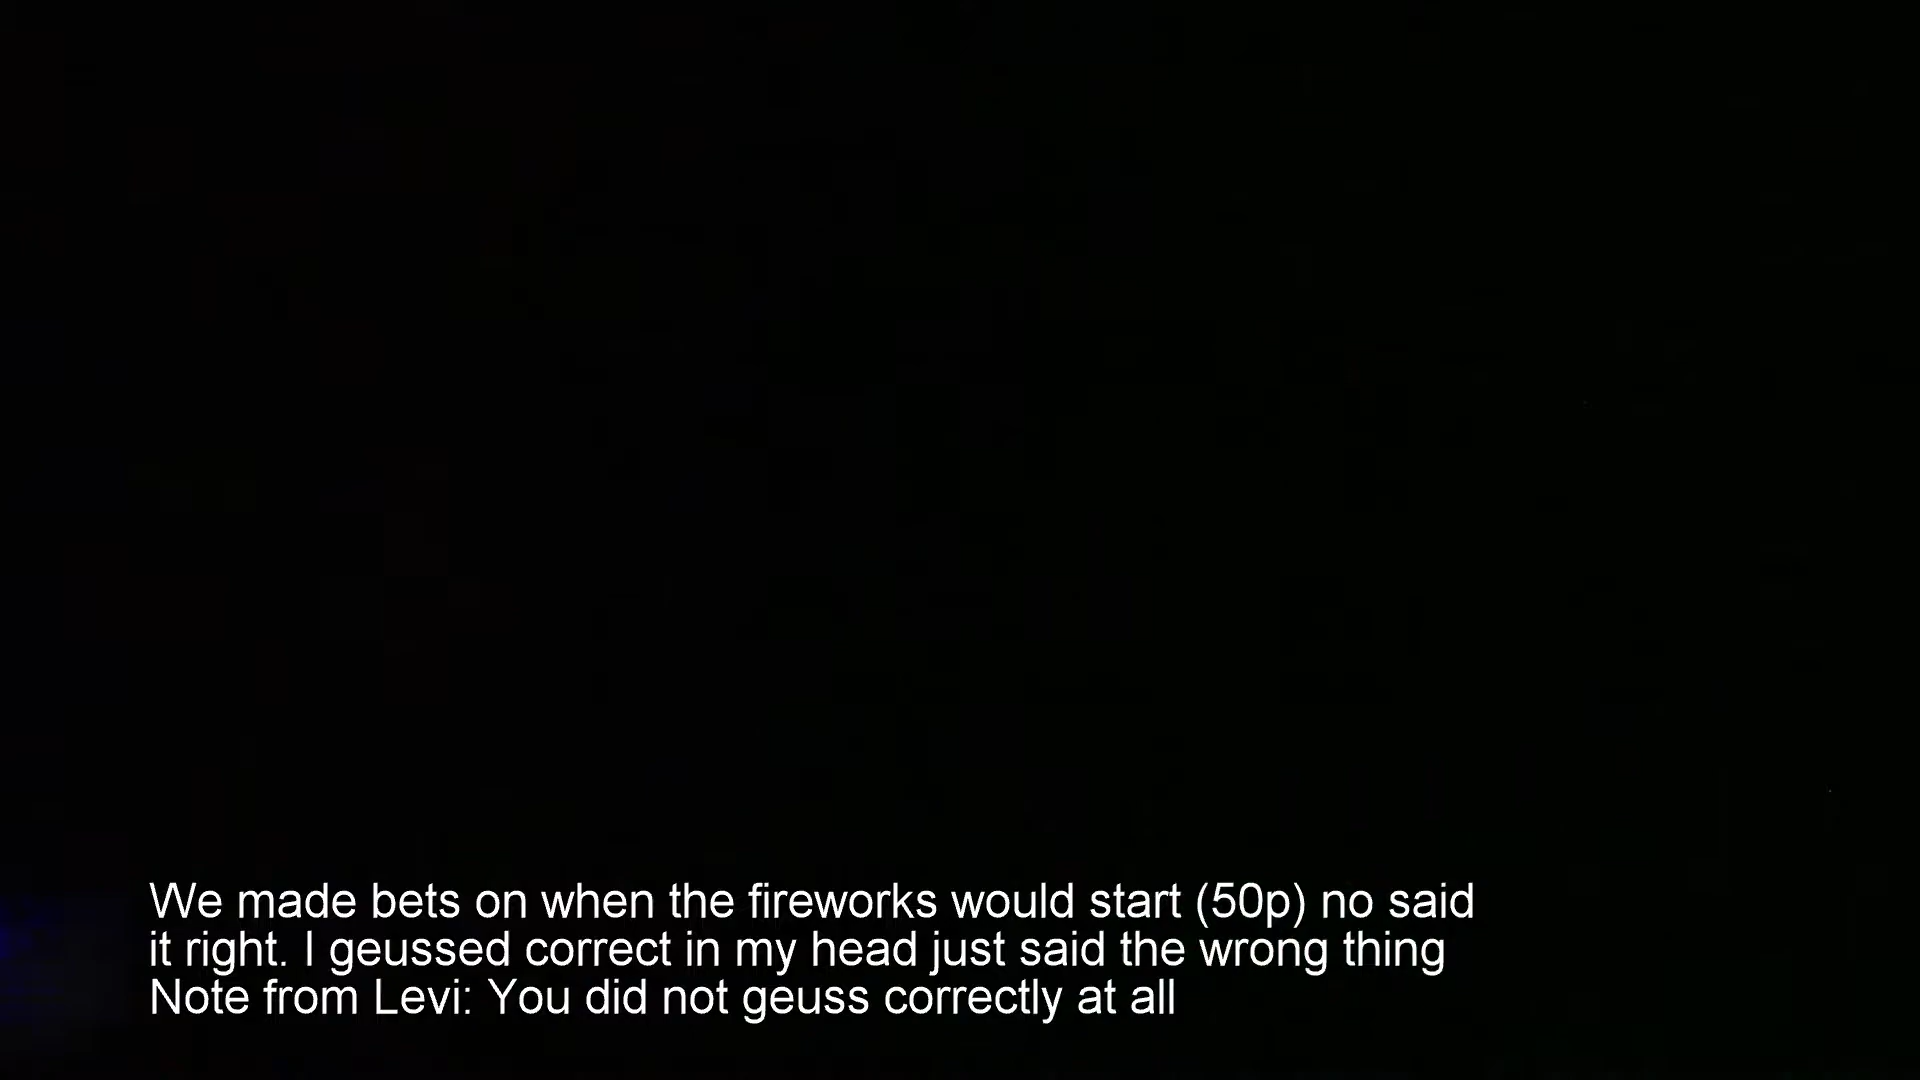 We made bets on when the fireworks would start (50p) no said
it right. I geussed correct in my head just said the wrong thing
Note from Levi: You did not geuss correctly at all